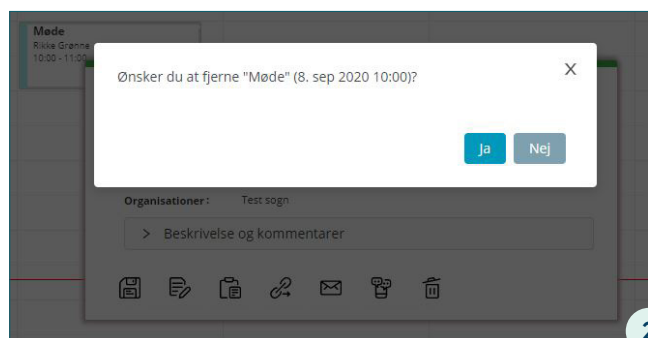 Møde
Rikke Grønne
10:00 - 11:00
Ønsker du at fjerne "Møde" (8. sep 2020 10:00)?
X
Ja
Nej
Organisationer:
Test sogn
> Beskrivelse og kommentarer